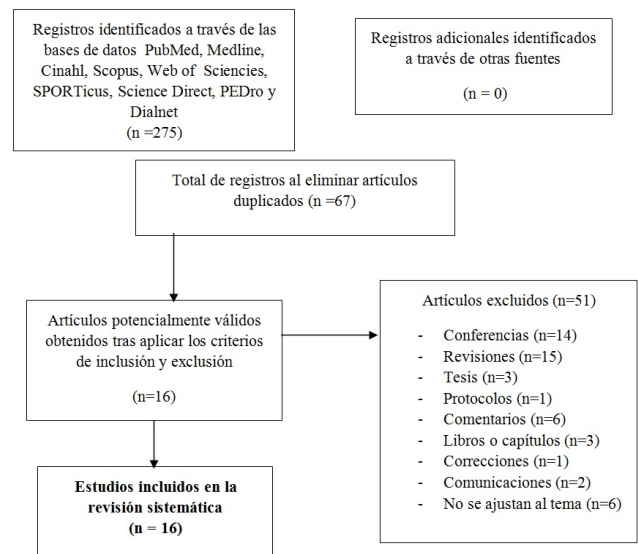 Registros identificados a través de las
bases de datos PubMed, Medline,
Cinahl, Scopus, Web of Sciencies,
SPORTicus, Science Direct, PEDro y
Dialnet
(n =275)
Registros adicionales identificados
a través de otras fuentes
(n = 0)
Total de registros al eliminar artículos
duplicados (n =67)
Artículos potencialmente válidos
obtenidos tras aplicar los criterios
de inclusión y exclusión
(n=16)
Artículos excluidos (n=51)
- Conferencias (n=14)
- Revisiones (n=15)
- Tesis (n=3)
- Protocolos (n=1)
- Comentarios (n=6)
- Libros o capítulos (n=3)
- Correcciones (n=1)
- Comunicaciones (n=2)
- No se ajustan al tema (n=6)
Estudios incluidos en la
revisión sistemática
(n = 16)